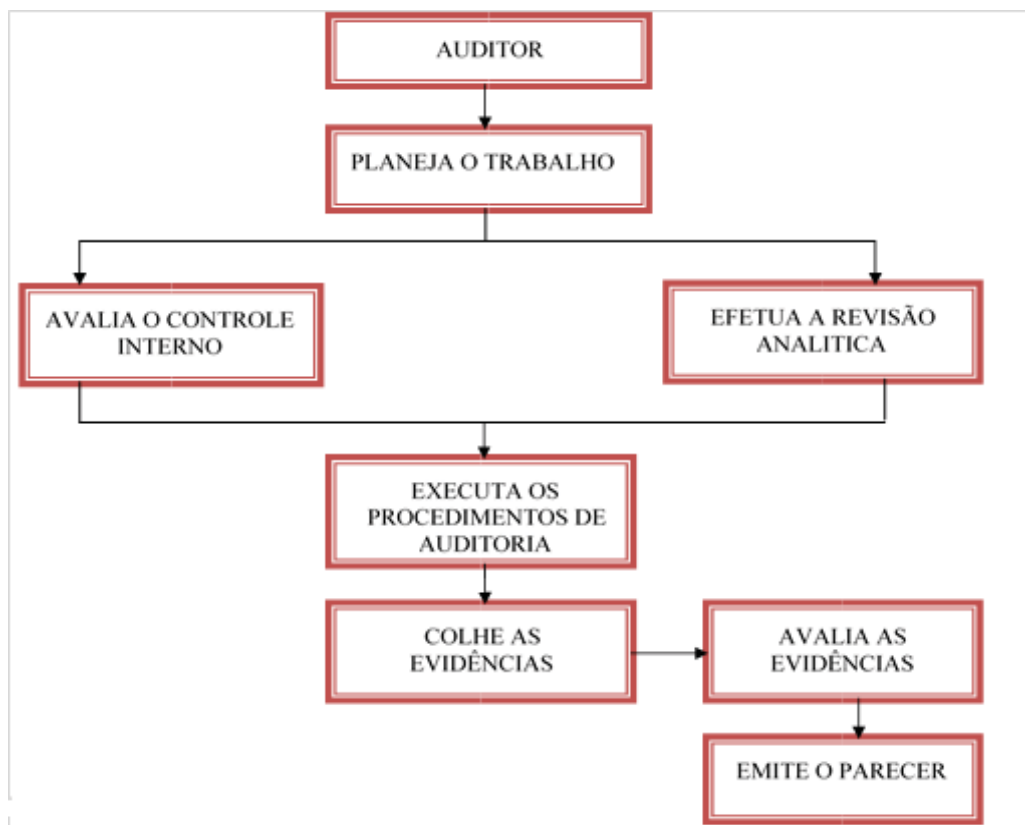 AUDITOR
PLANEJA O TRABALHO
AVALIA O CONTROLE
INTERNO
EFETUA A REVISÃO
ANALITICA
EXECUTA OS
PROCEDIMENTOS DE
AUDITORIA
COLHE AS
EVIDÊNCIAS
AVALIA AS
EVIDÊNCIAS
EMITE O PARECER